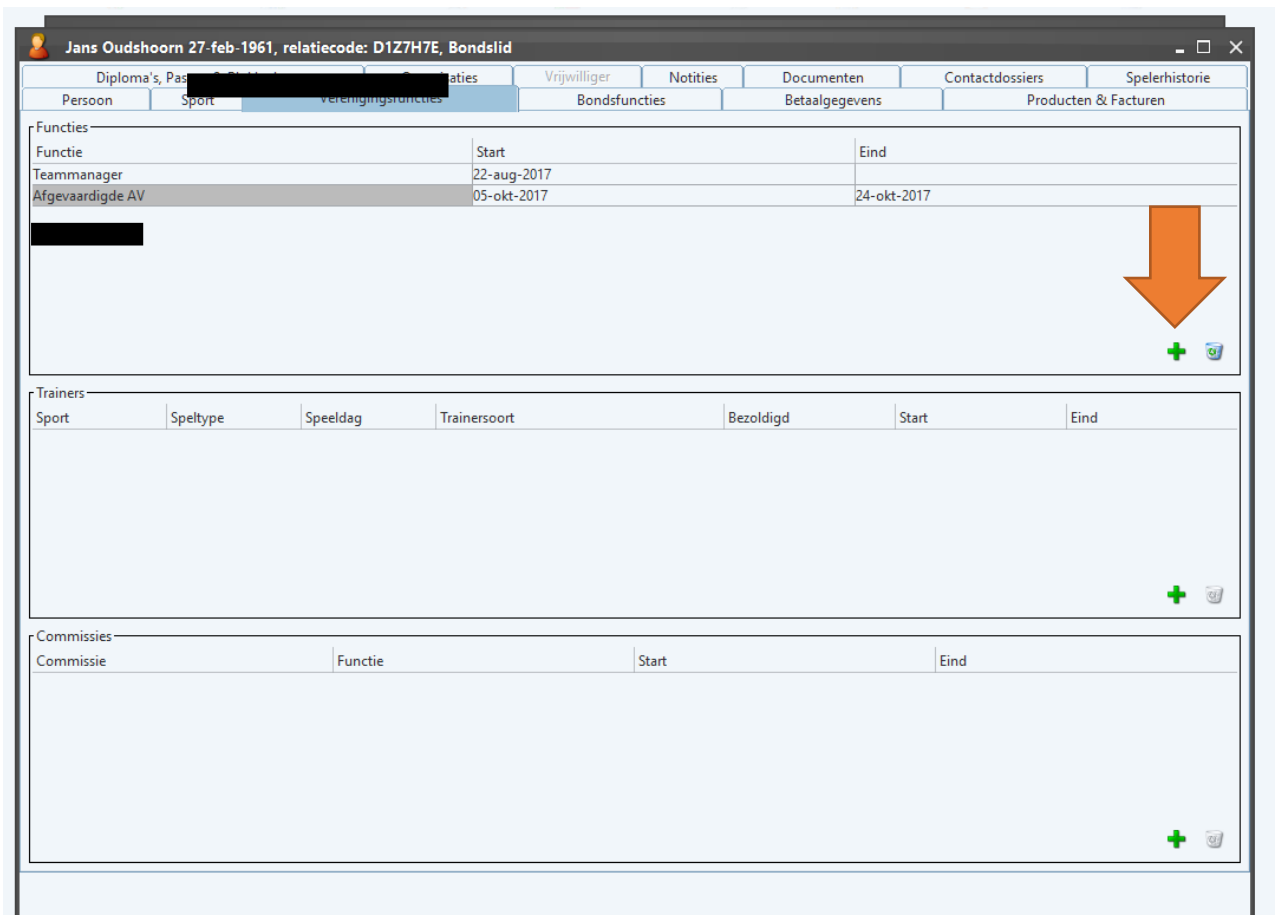 Jans Oudshoorn 27-feb-1961, relatiecode: D1Z7H7E, Bondslid
Diploma's, Vrijwilliger Notities Documenten Contactdossiers Spelerhistorie
Persoon Sport Verenigingsfuncties Bondsfuncties Betaalgegevens Producten & Facturen
Functies
Functie Start Eind
Teammanager 22-aug-2017
Afgevaardigde AV 05-okt-2017 24-okt-2017
Trainers
Sport Speltype Speeldag Trainersoort Bezoldigd Start Eind
Commissies
Commissie Functie Start Eind